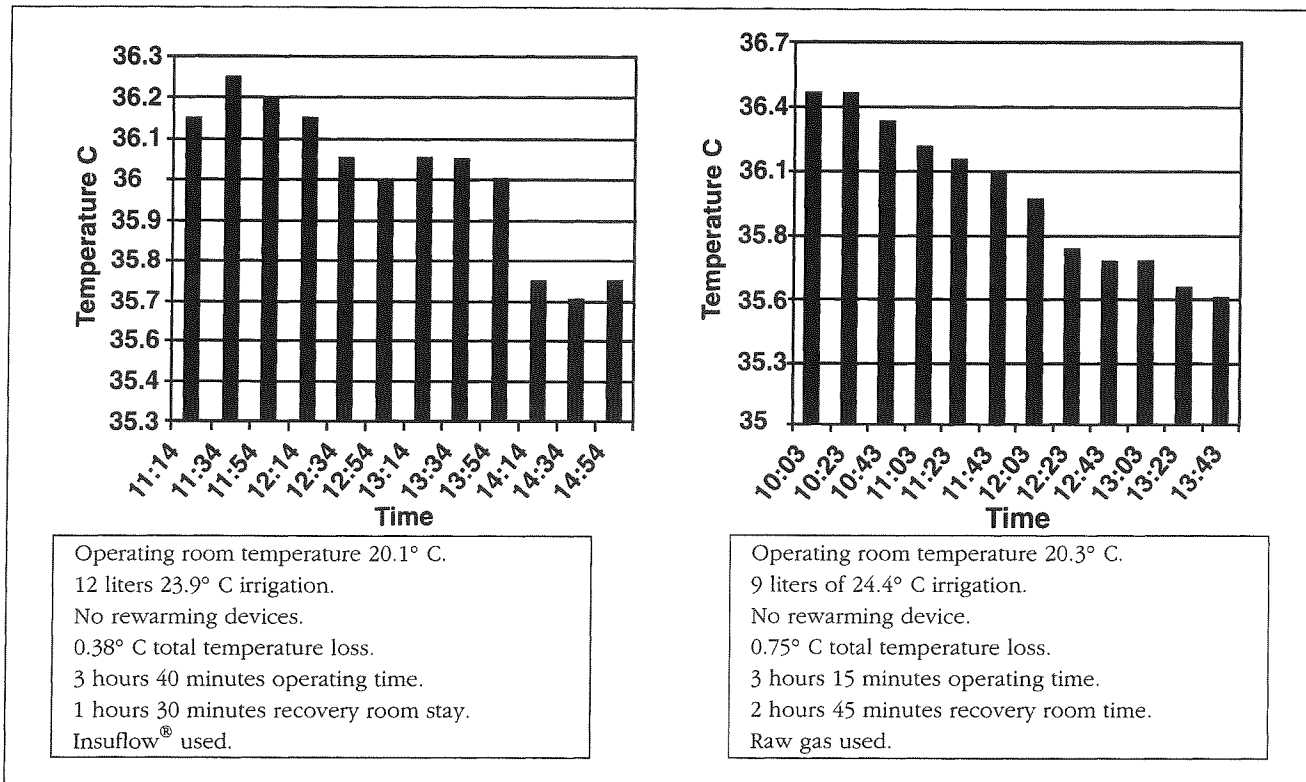 36.3
36.2
36.1
36
35.9
35.8
35.7
35.6
35.4
35.3
Temperature C
11:14
11:34
11:54
12:14
12:34
12:54
13:14
13:34
13:54
14:14
14:34
14:54
Time
Operating room temperature 20.1° C.
12 liters 23.9° C irrigation.
No rewarming devices.
0.38° C total temperature loss.
3 hours 40 minutes operating time.
1 hours 30 minutes recovery room stay.
Insuflow® used.
36.7
36.4
36.1
35.8
35.6
35.3
35
Temperature C
10:03
10:23
10:43
11:03
11:23
11:43
12:03
12:23
12:43
13:03
13:23
13:43
Time
Operating room temperature 20.3° C.
9 liters of 24.4° C irrigation.
No rewarming device.
0.75° C total temperature loss.
3 hours 15 minutes operating time.
2 hours 45 minutes recovery room time.
Raw gas used.